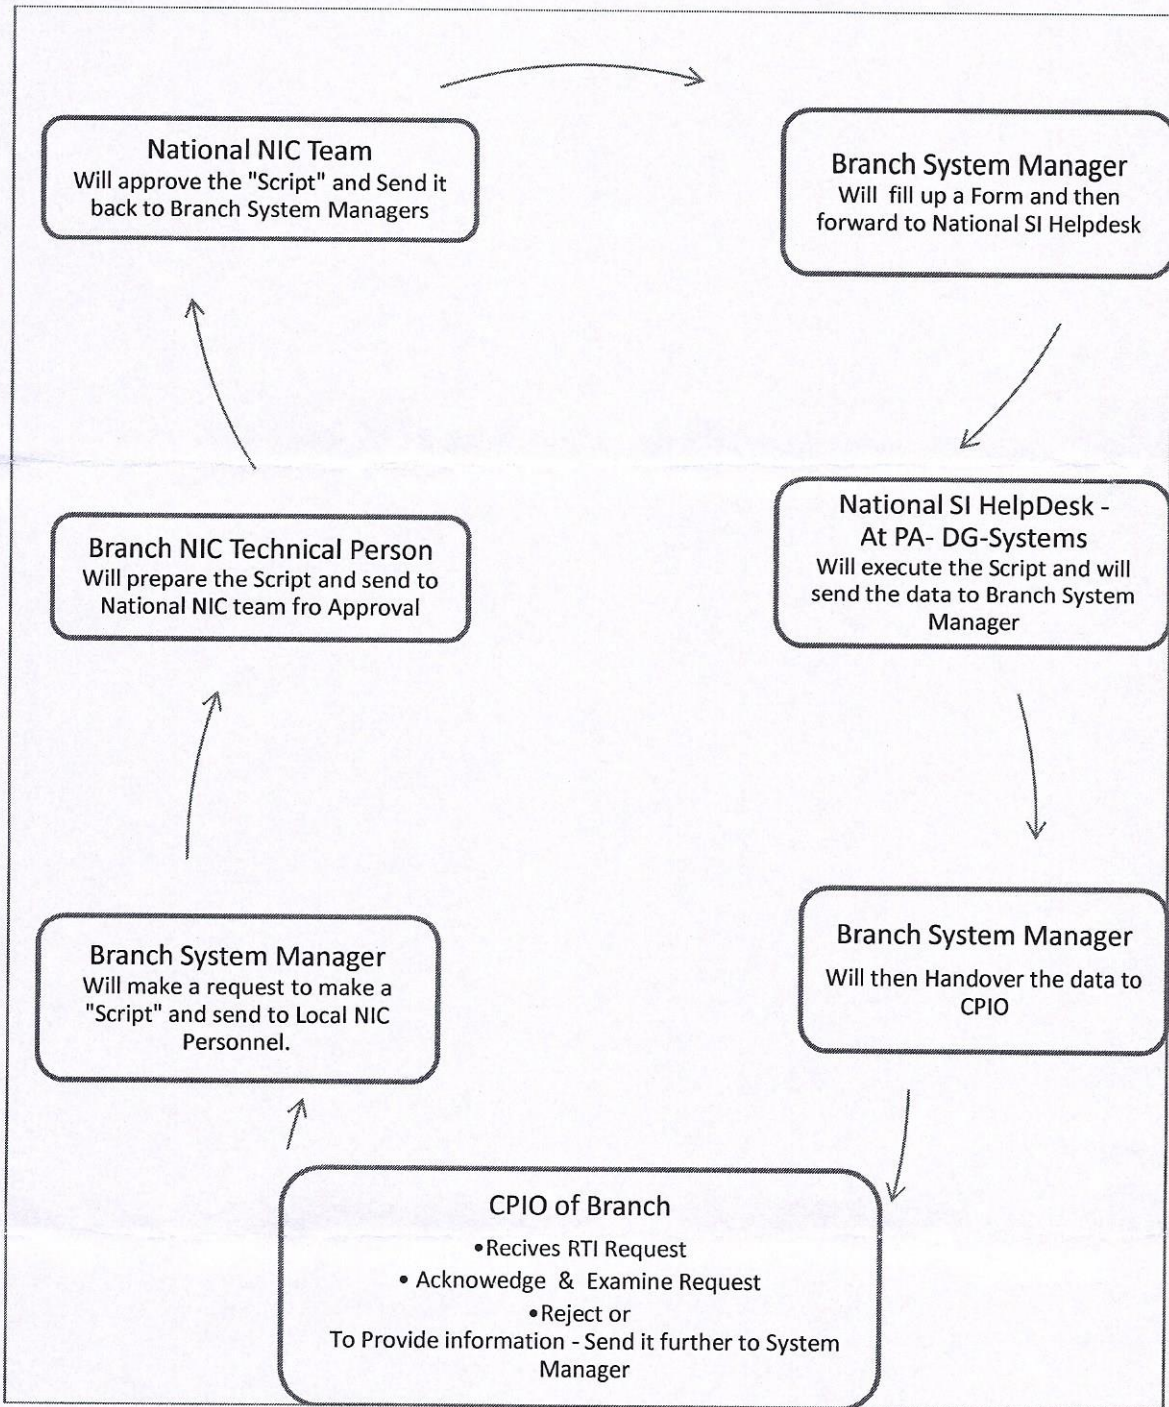 National NIC Team
Will approve the "Script" and Send it
back to Branch System Managers
Branch System Manager
Will fill up a Form and then
forward to National SI Helpdesk
Branch NIC Technical Person
Will prepare the Script and send to
National NIC team fro Approval
National SI HelpDesk -
At PA- DG-Systems
Will execute the Script and will
send the data to Branch System
Manager
Branch System Manager
Will make a request to make a
"Script" and send to Local NIC
Personnel.
Branch System Manager
Will then Handover the data to
CPIO
CPIO of Branch
•Recives RTI Request
• Acknowedge & Examine Request
•Reject or
To Provide information - Send it further to System
Manager